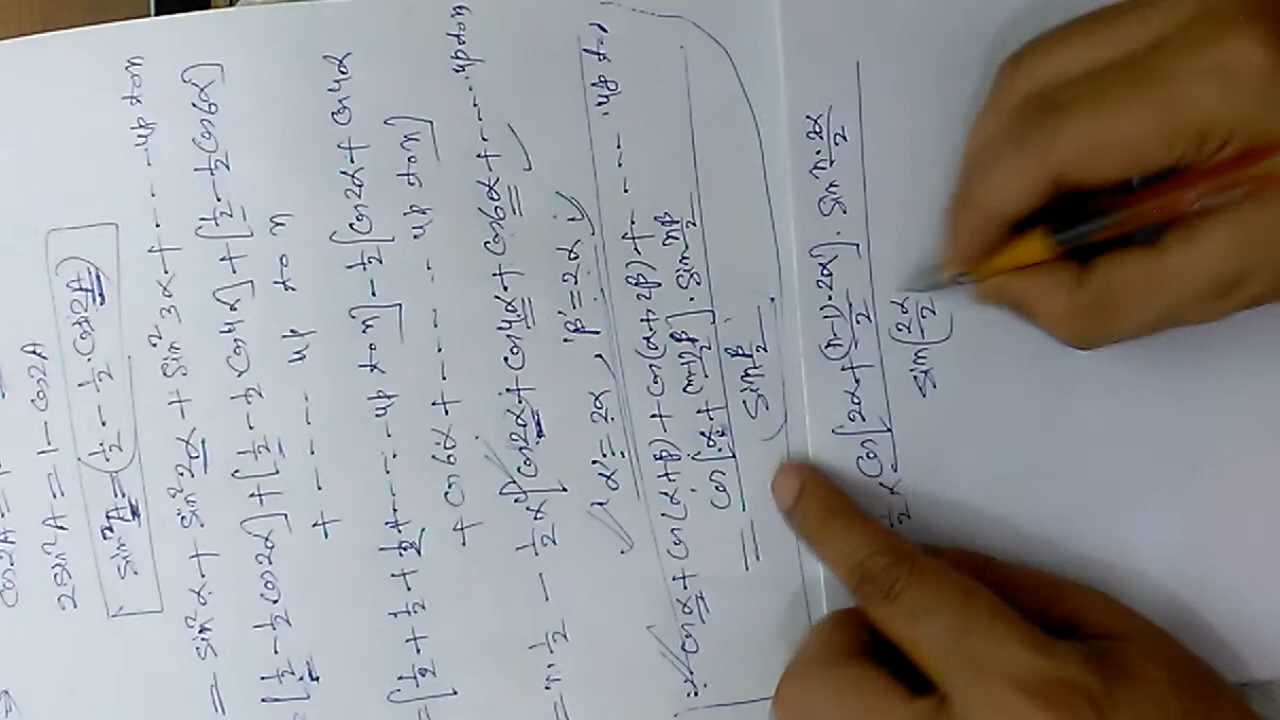 cos2A = 1
2sin²A = 1 - cos2A
sin²A = (1/2 - 1/2 · cos2A)
= sin²α + sin²2α + sin²3α + - - - - up to n
= [1/2 - 1/2 cos2α] + [1/2 - 1/2 cos4α] + [1/2 - 1/2 cos6α]
+ - - - - up to n
= [1/2 + 1/2 + 1/2 + - - - - up to n] - 1/2 [cos2α + cos4α
+ cos6α + - - - - - - up to n]
= n·1/2 - 1/2 × [cos2α + cos4α + cos6α + - - - - up to n
α' = 2α, 'β' = 2α
∴ cosα + cos(α+β) + cos(α+2β) + - - - - up to n
= cos[α + (n-1)β/2] · sin nβ/2 / sin β/2
1/2 × cos[2α + (n-1)·2α/2] · sin n·2α/2 / sin(2α/2)